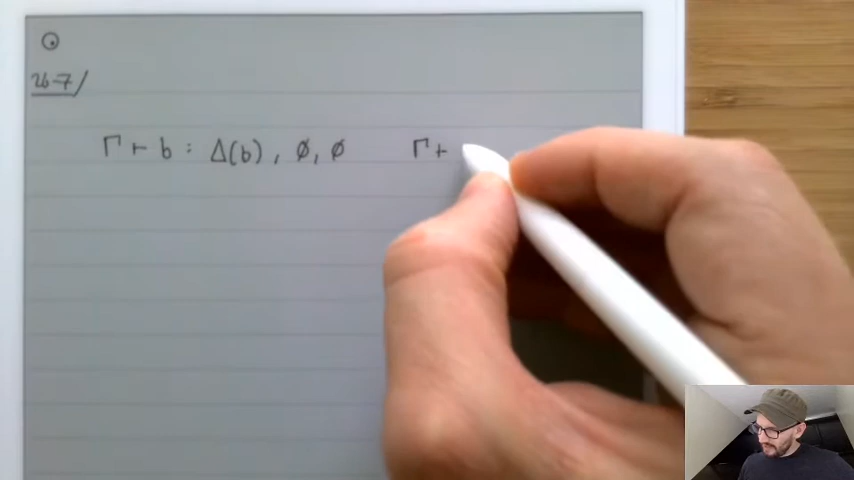 26-7/
Γ ⊢ b : Δ(b), ∅, ∅ Γ ⊢